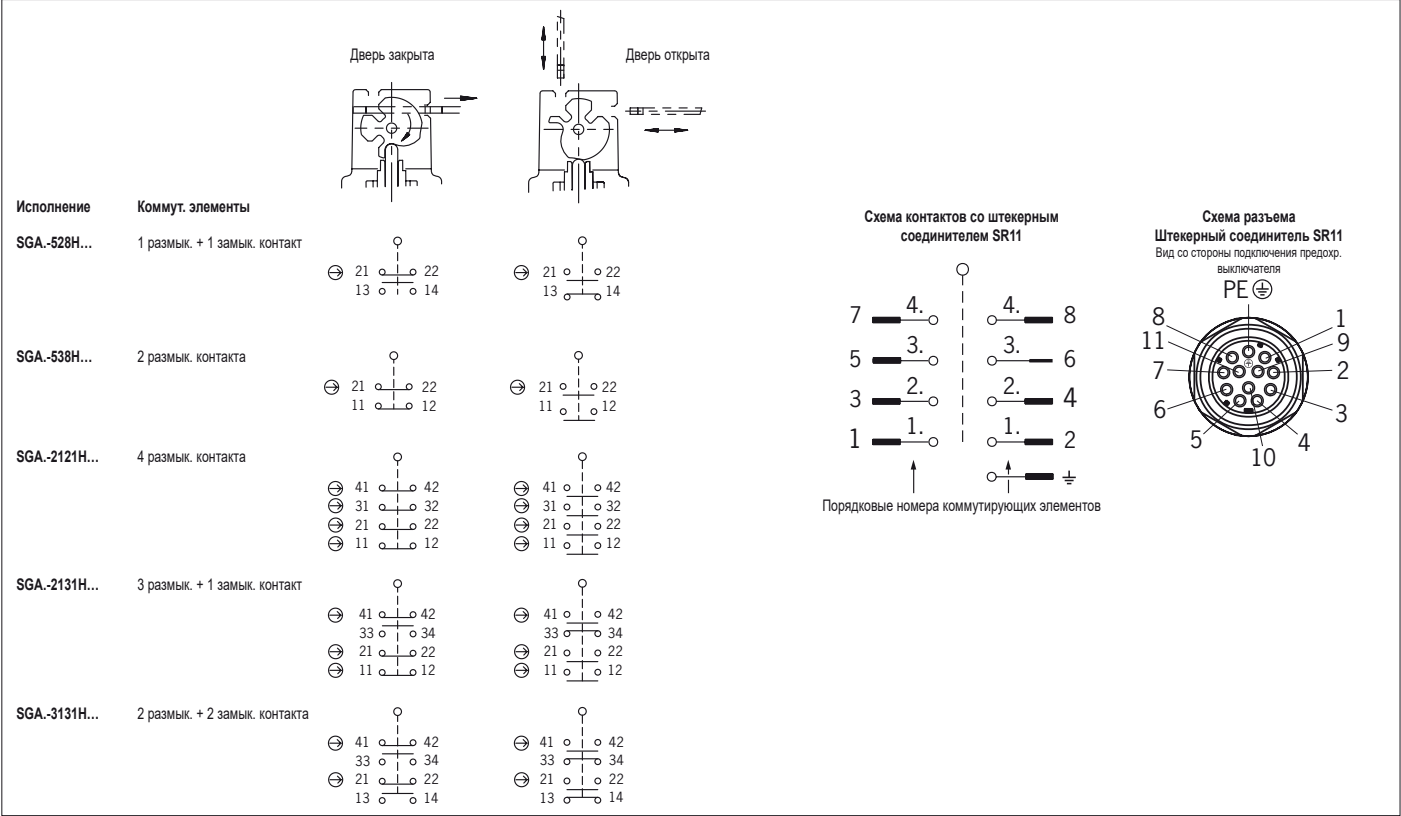 Дверь закрыта
Дверь открыта
Исполнение Коммут. элементы
SGA.-528H... 1 размык. + 1 замык. контакт
21 22 21 22
13 14 13 14
SGA.-538H... 2 размык. контакта
21 22 21 22
11 12 11 12
SGA.-2121H... 4 размык. контакта
41 42 41 42
31 32 31 32
21 22 21 22
11 12 11 12
SGA.-2131H... 3 размык. + 1 замык. контакт
41 42 41 42
33 34 33 34
21 22 21 22
11 12 11 12
SGA.-3131H... 2 размык. + 2 замык. контакта
41 42 41 42
33 34 33 34
21 22 21 22
13 14 13 14
Схема контактов со штекерным
соединителем SR11
7 4. 4. 8
5 3. 3. 6
3 2. 2. 4
1 1. 1. 2
Порядковые номера коммутирующих элементов
Схема разъема
Штекерный соединитель SR11
Вид со стороны подключения предохр.
выключателя
PE
8 1
11 9
7 2
6 3
5 4
10